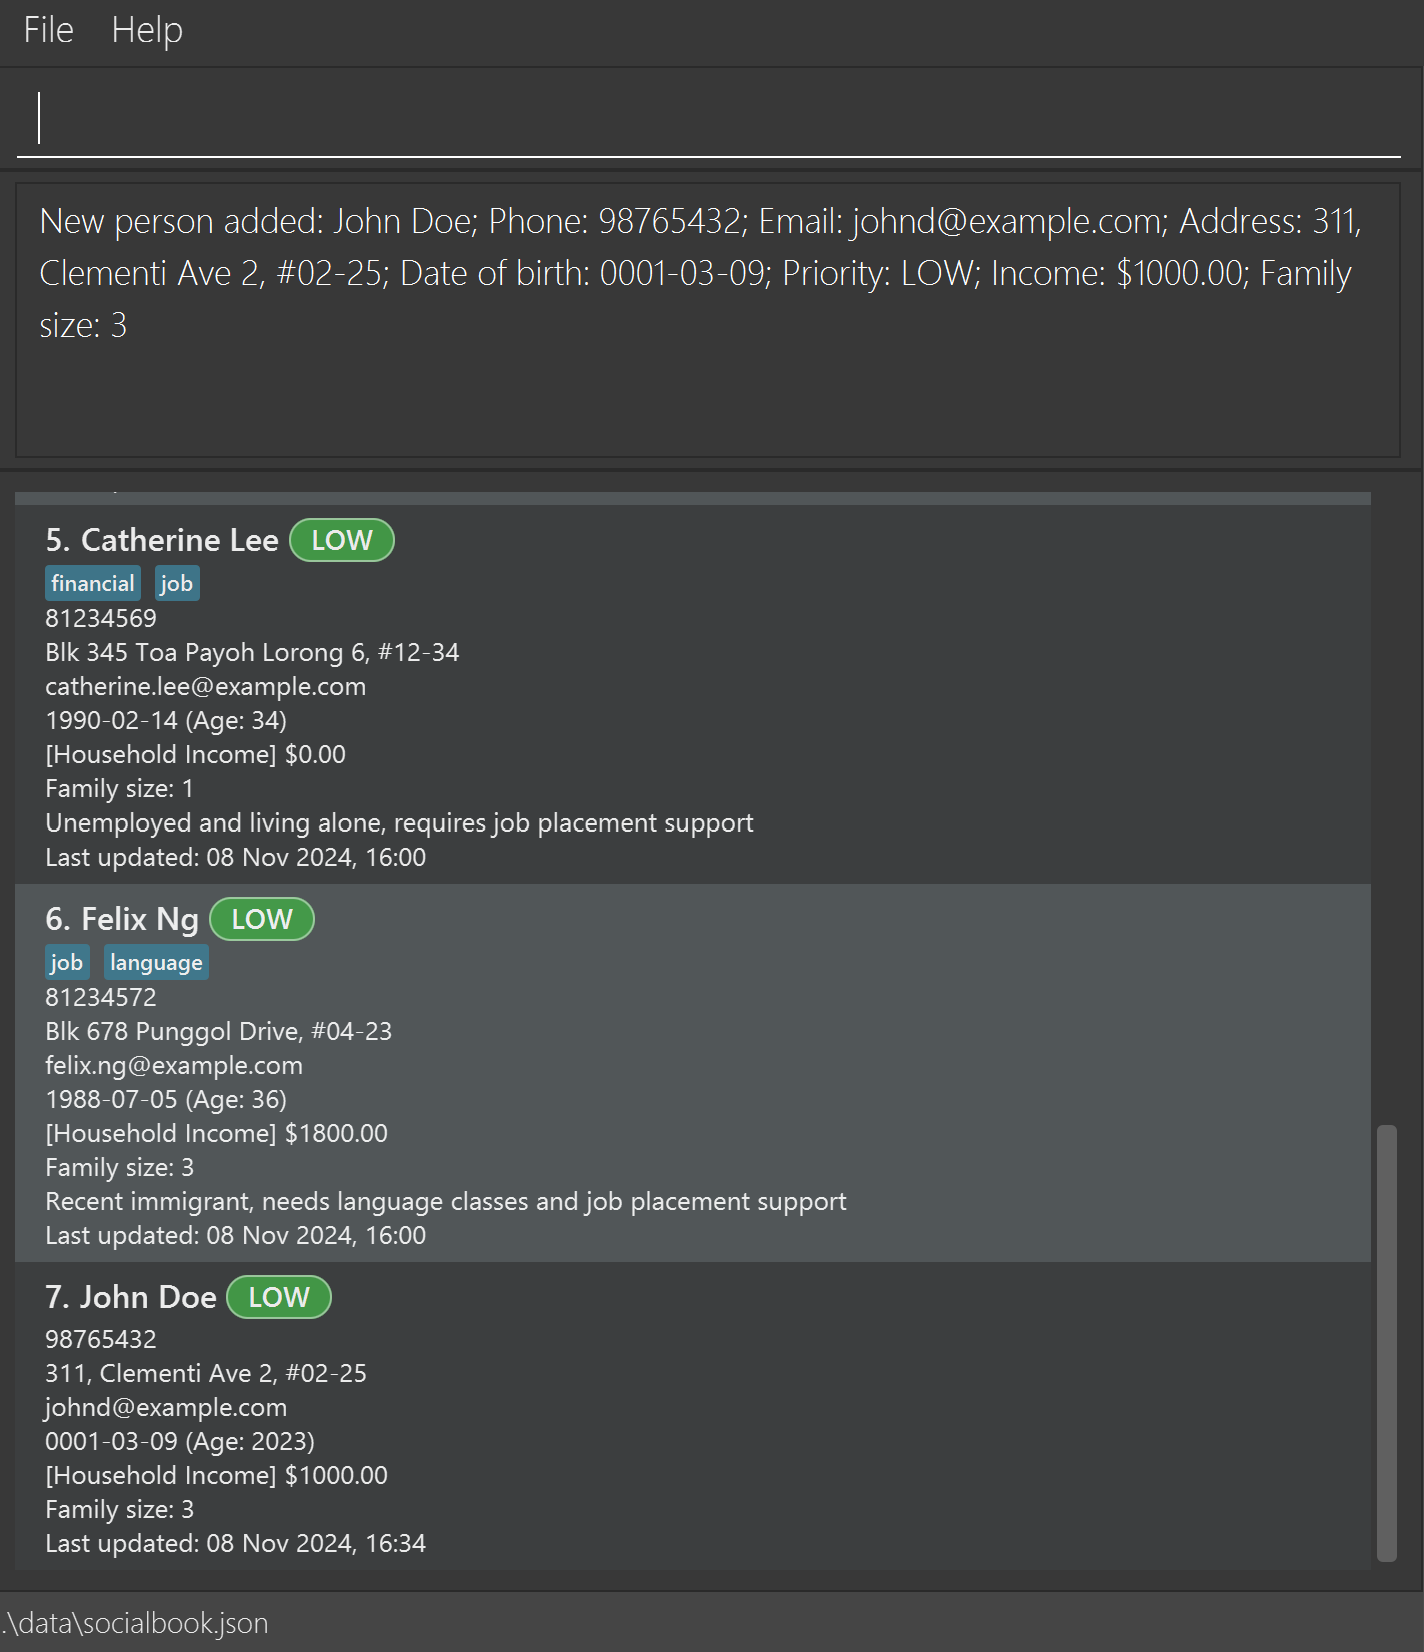 File Help
New person added: John Doe; Phone: 98765432; Email: johnd@example.com; Address: 311,
Clementi Ave 2, #02-25; Date of birth: 0001-03-09; Priority: LOW; Income: $1000.00; Family
size: 3
5. Catherine Lee LOW
financial job
81234569
Blk 345 Toa Payoh Lorong 6, #12-34
catherine.lee@example.com
1990-02-14 (Age: 34)
[Household Income] $0.00
Family size: 1
Unemployed and living alone, requires job placement support
Last updated: 08 Nov 2024, 16:00
6. Felix Ng LOW
job language
81234572
Blk 678 Punggol Drive, #04-23
felix.ng@example.com
1988-07-05 (Age: 36)
[Household Income] $1800.00
Family size: 3
Recent immigrant, needs language classes and job placement support
Last updated: 08 Nov 2024, 16:00
7. John Doe LOW
98765432
311, Clementi Ave 2, #02-25
johnd@example.com
0001-03-09 (Age: 2023)
[Household Income] $1000.00
Family size: 3
Last updated: 08 Nov 2024, 16:34
.\data\socialbook.json